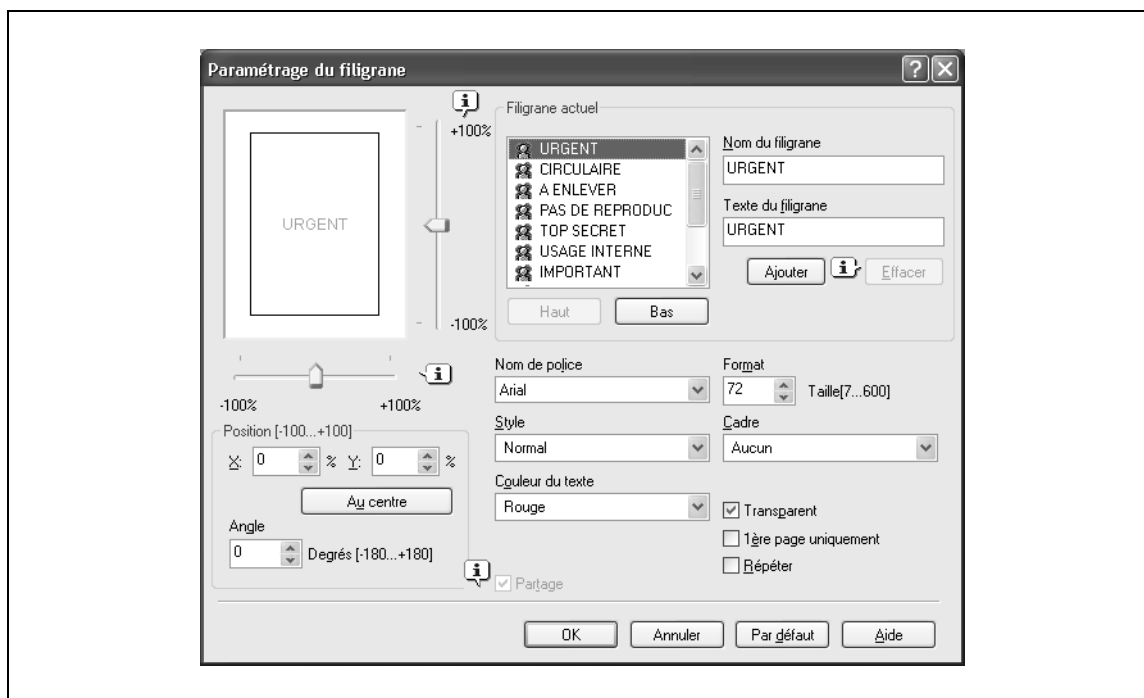 Paramétrage du filigrane
URGENT
+100%
-100%
-100%
+100%
Position [-100...+100]
X: 0 % Y: 0 %
Au centre
Angle
0 Degrés [-180...+180]
Filigrane actuel
URGENT
CIRCULAIRE
A ENLEVER
PAS DE REPRODUC
TOP SECRET
USAGE INTERNE
IMPORTANT
Haut
Bas
Nom du filigrane
URGENT
Texte du filigrane
URGENT
Ajouter
Effacer
Nom de police
Arial
Format
72 Taille[7...600]
Style
Normal
Cadre
Aucun
Couleur du texte
Rouge
Transparent
1ère page uniquement
Répéter
Partage
OK
Annuler
Par défaut
Aide